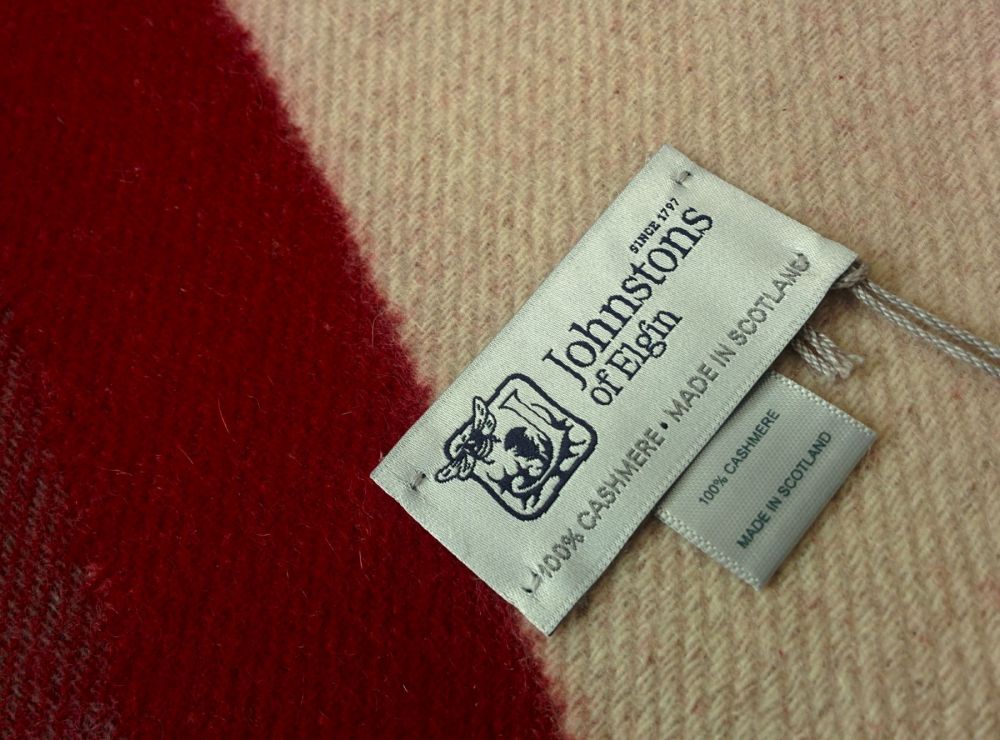 SINCE 1797
Johnstons
of Elgin
100% CASHMERE • MADE IN SCOTLAND
100% CASHMERE
MADE IN SCOTLAND